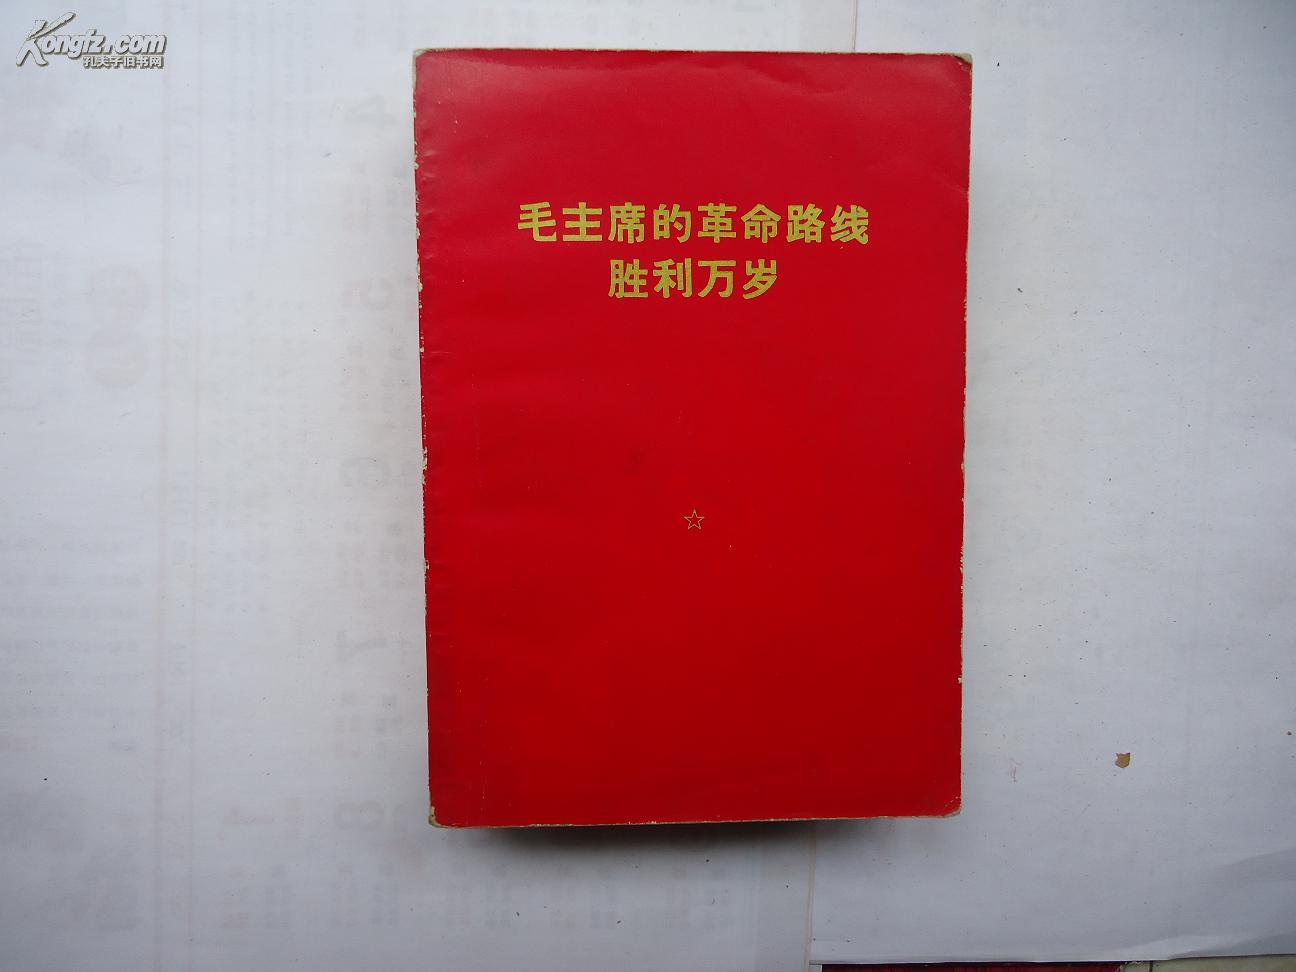 Kongfz.com
孔夫子旧书网
毛主席的革命路线
胜利万岁